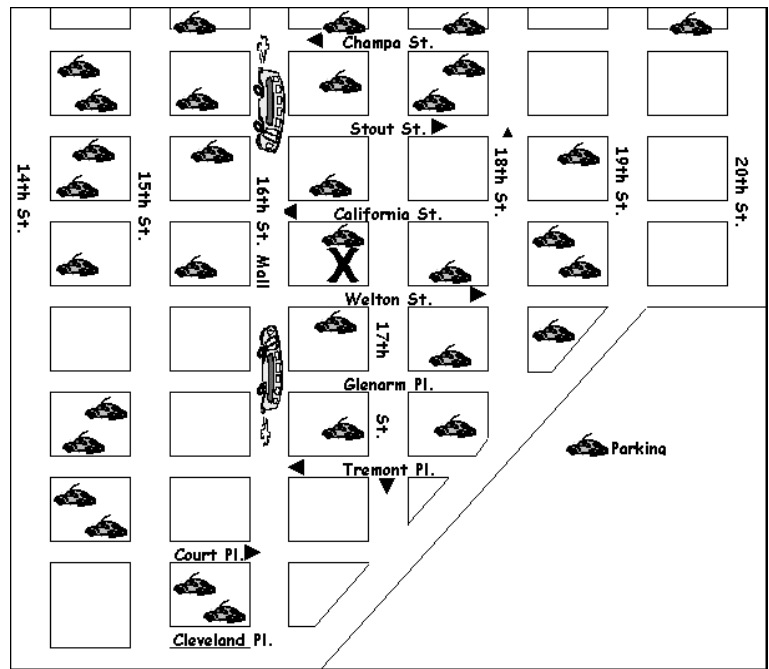 Champa St.
Stout St.
14th St.
15th St.
16th St. Mall
18th St.
19th St.
20th St.
California St.
X
Welton St.
17th St.
Glenarm Pl.
Parking
Tremont Pl.
Court Pl.
Cleveland Pl.